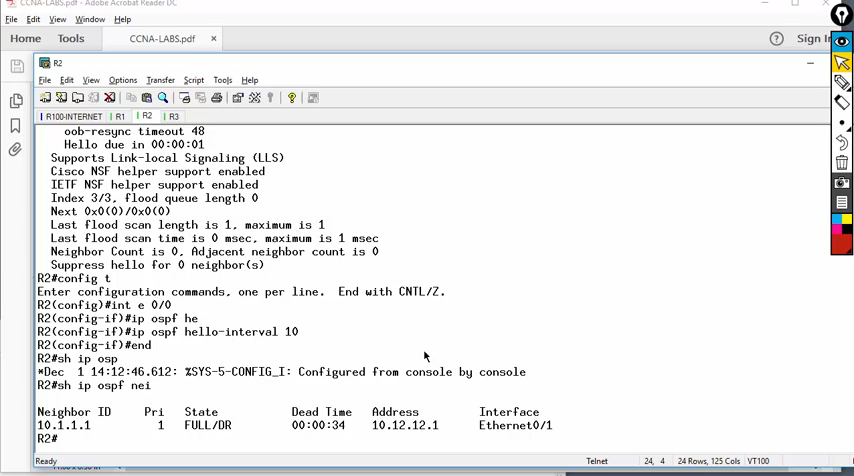 CCNA-LABS.pdf - Adobe Acrobat Reader DC
File Edit View Window Help
Home Tools CCNA-LABS.pdf × ? Sign In
R2
File Edit View Options Transfer Script Tools Help
R100-INTERNET R1 R2 R3
oob-resync timeout 48
Hello due in 00:00:01
Supports Link-local Signaling (LLS)
Cisco NSF helper support enabled
IETF NSF helper support enabled
Index 3/3, flood queue length 0
Next 0x0(0)/0x0(0)
Last flood scan length is 1, maximum is 1
Last flood scan time is 0 msec, maximum is 1 msec
Neighbor Count is 0, Adjacent neighbor count is 0
Suppress hello for 0 neighbor(s)
R2#config t
Enter configuration commands, one per line. End with CNTL/Z.
R2(config)#int e 0/0
R2(config-if)#ip ospf he
R2(config-if)#ip ospf hello-interval 10
R2(config-if)#end
R2#sh ip osp
*Dec 1 14:12:46.612: %SYS-5-CONFIG_I: Configured from console by console
R2#sh ip ospf nei
Neighbor ID Pri State Dead Time Address Interface
10.1.1.1 1 FULL/DR 00:00:34 10.12.12.1 Ethernet0/1
R2#
Ready Telnet 24, 4 24 Rows, 125 Cols VT100